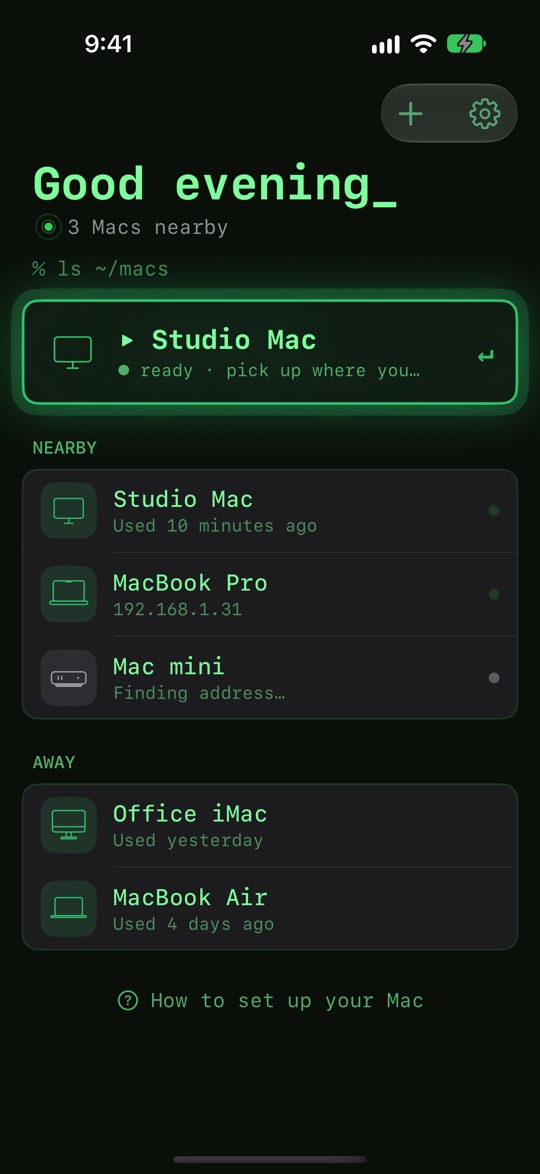 9:41
Good evening_
3 Macs nearby
% ls ~/macs
▶ Studio Mac
ready · pick up where you…
NEARBY
Studio Mac
Used 10 minutes ago
MacBook Pro
192.168.1.31
Mac mini
Finding address…
AWAY
Office iMac
Used yesterday
MacBook Air
Used 4 days ago
How to set up your Mac